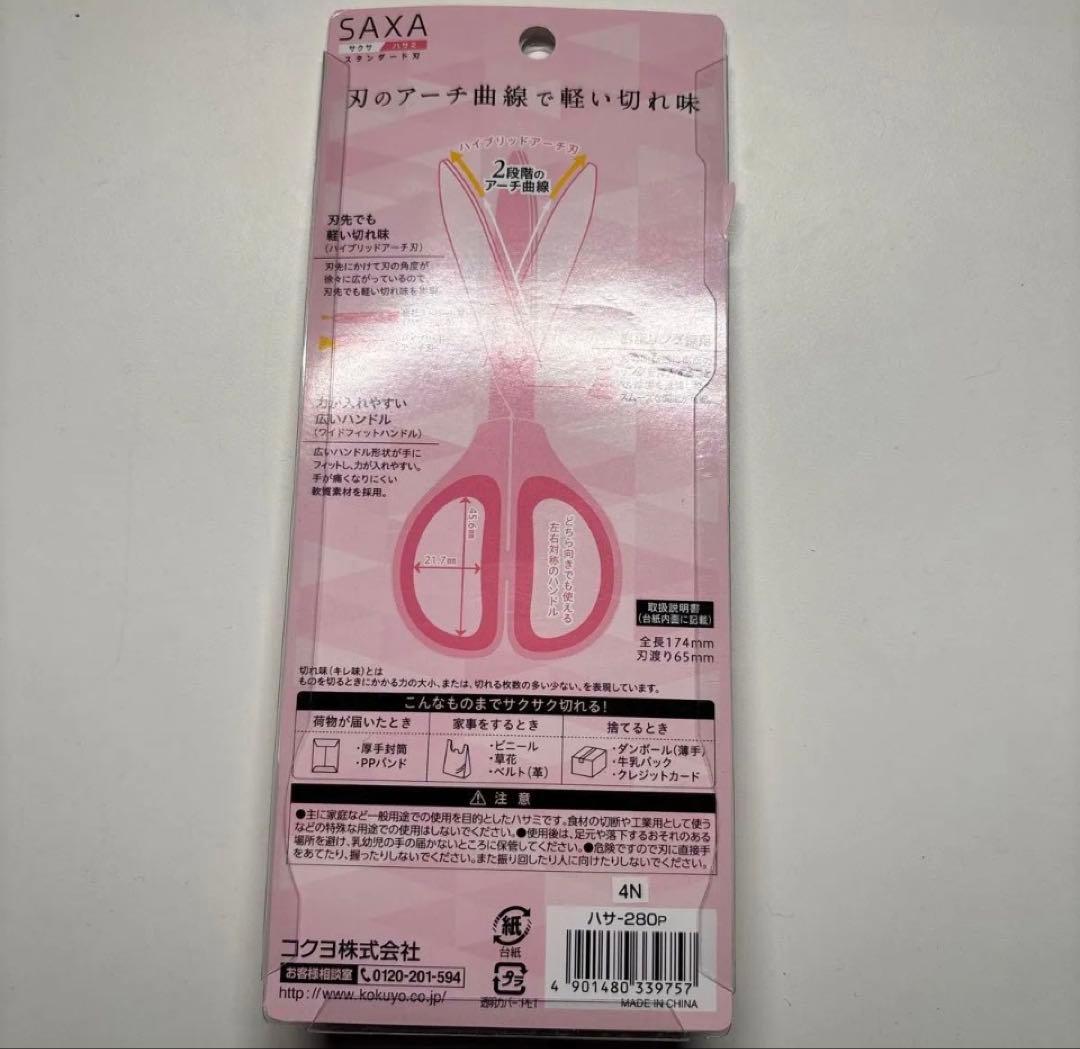 SAXA
サクサ ハサミ
スタンダード刃
刃のアーチ曲線で軽い切れ味
ハイブリッドアーチ刃
2段階の
アーチ曲線
刃先でも
軽い切れ味
(ハイブリッドアーチ刃)
刃先にかけて刃の角度が
徐々に広がっているので、
刃先でも軽い切れ味を
力が入れやすい
広いハンドル
(ワイドフィットハンドル)
広いハンドル形状が手に
フィットし、力が入れやすい。
手が痛くなりにくい
軟質素材を採用。
45.6mm
21.7mm
どちら向きでも使える
左右対称のハンドル
取扱説明書
(台紙内面に記載)
全長174mm
刃渡り65mm
切れ味(キレ味)とは
ものを切るときにかかる力の大小、または、切れる枚数の多い少ない、を表現しています。
こんなものまでサクサク切れる!
荷物が届いたとき
・厚手封筒
・PPバンド
家事をするとき
・ビニール
・草花
・ベルト(革)
捨てるとき
・ダンボール(薄手)
・牛乳パック
・クレジットカード
⚠ 注意
●主に家庭など一般用途での使用を目的としたハサミです。食材の切断や工業用として使う
などの特殊な用途での使用はしないでください。●使用後は、足元や落下するおそれのある
場所を避け、乳幼児の手の届かないところに保管してください。●危険ですので刃に直接手
をあてたり、握ったりしないでください。また振り回したり人に向けたりしないでください。
4N
ハサ-280P
4 901480 339757
MADE IN CHINA
紙
台紙
プラ
透明カバー:PET
コクヨ株式会社
お客様相談室 0120-201-594
http://www.kokuyo.co.jp/